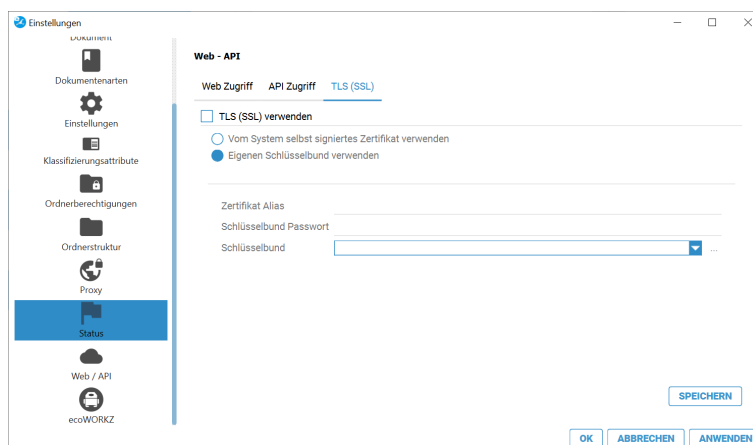 Einstellungen
Dokument
Dokumentenarten
Einstellungen
Klassifizierungsattribute
Ordnerberechtigungen
Ordnerstruktur
Proxy
Status
Web / API
ecoWORKZ
Web - API
Web Zugriff API Zugriff TLS (SSL)
TLS (SSL) verwenden
Vom System selbst signiertes Zertifikat verwenden
Eigenen Schlüsselbund verwenden
Zertifikat Alias
Schlüsselbund Passwort
Schlüsselbund ...
SPEICHERN
OK ABBRECHEN ANWENDEN